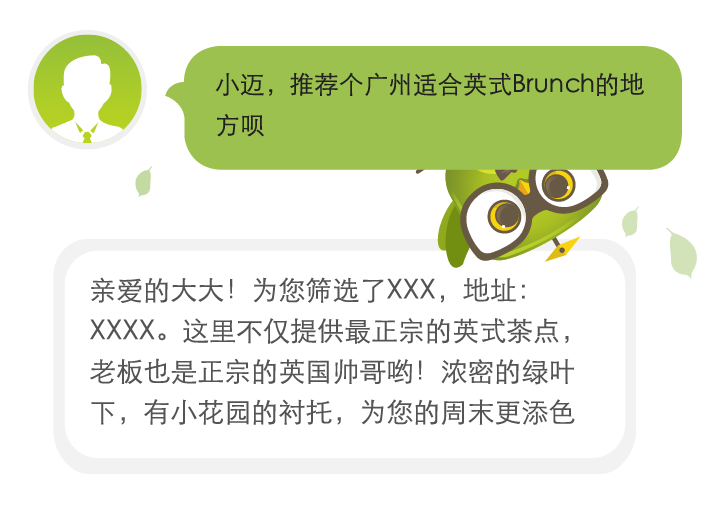 小迈，推荐个广州适合英式Brunch的地
方呗
亲爱的大大！为您筛选了XXX，地址：
XXXX。这里不仅提供最正宗的英式茶点，
老板也是正宗的英国帅哥哟！浓密的绿叶
下，有小花园的衬托，为您的周末更添色